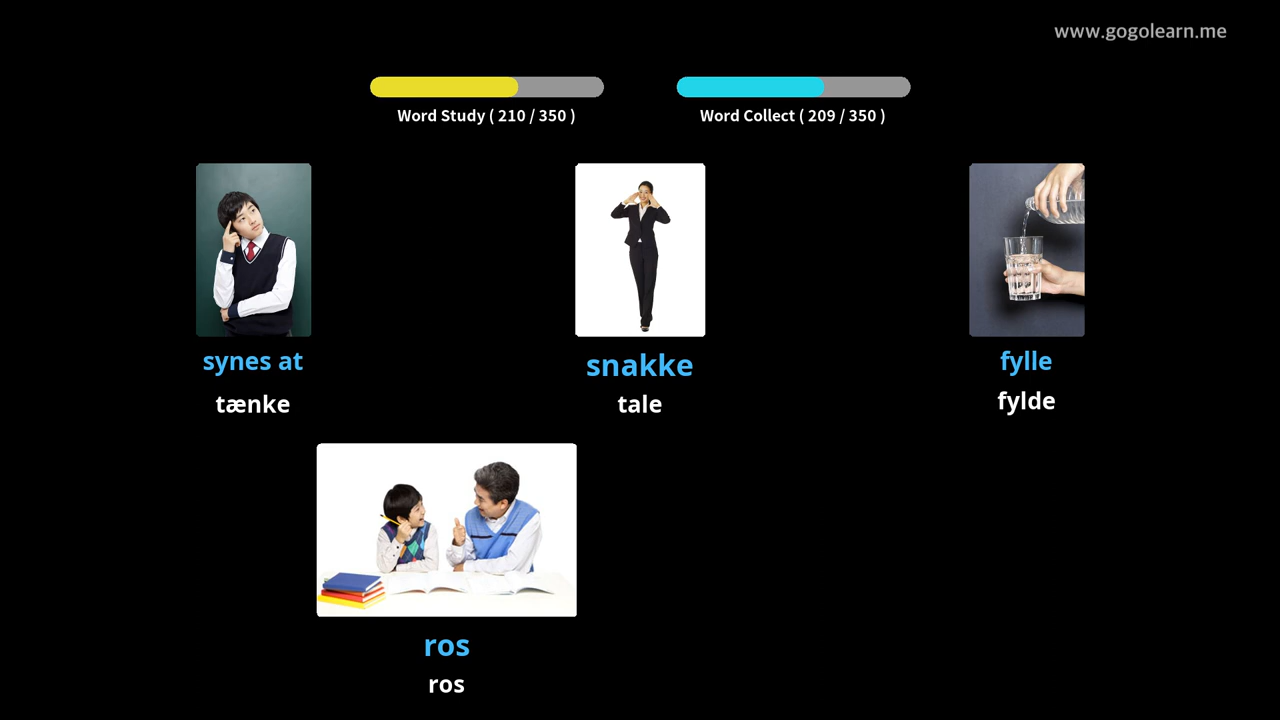 www.gogolearn.me
Word Study ( 210 / 350 )
Word Collect ( 209 / 350 )
synes at
tænke
snakke
tale
fylle
fylde
ros
ros